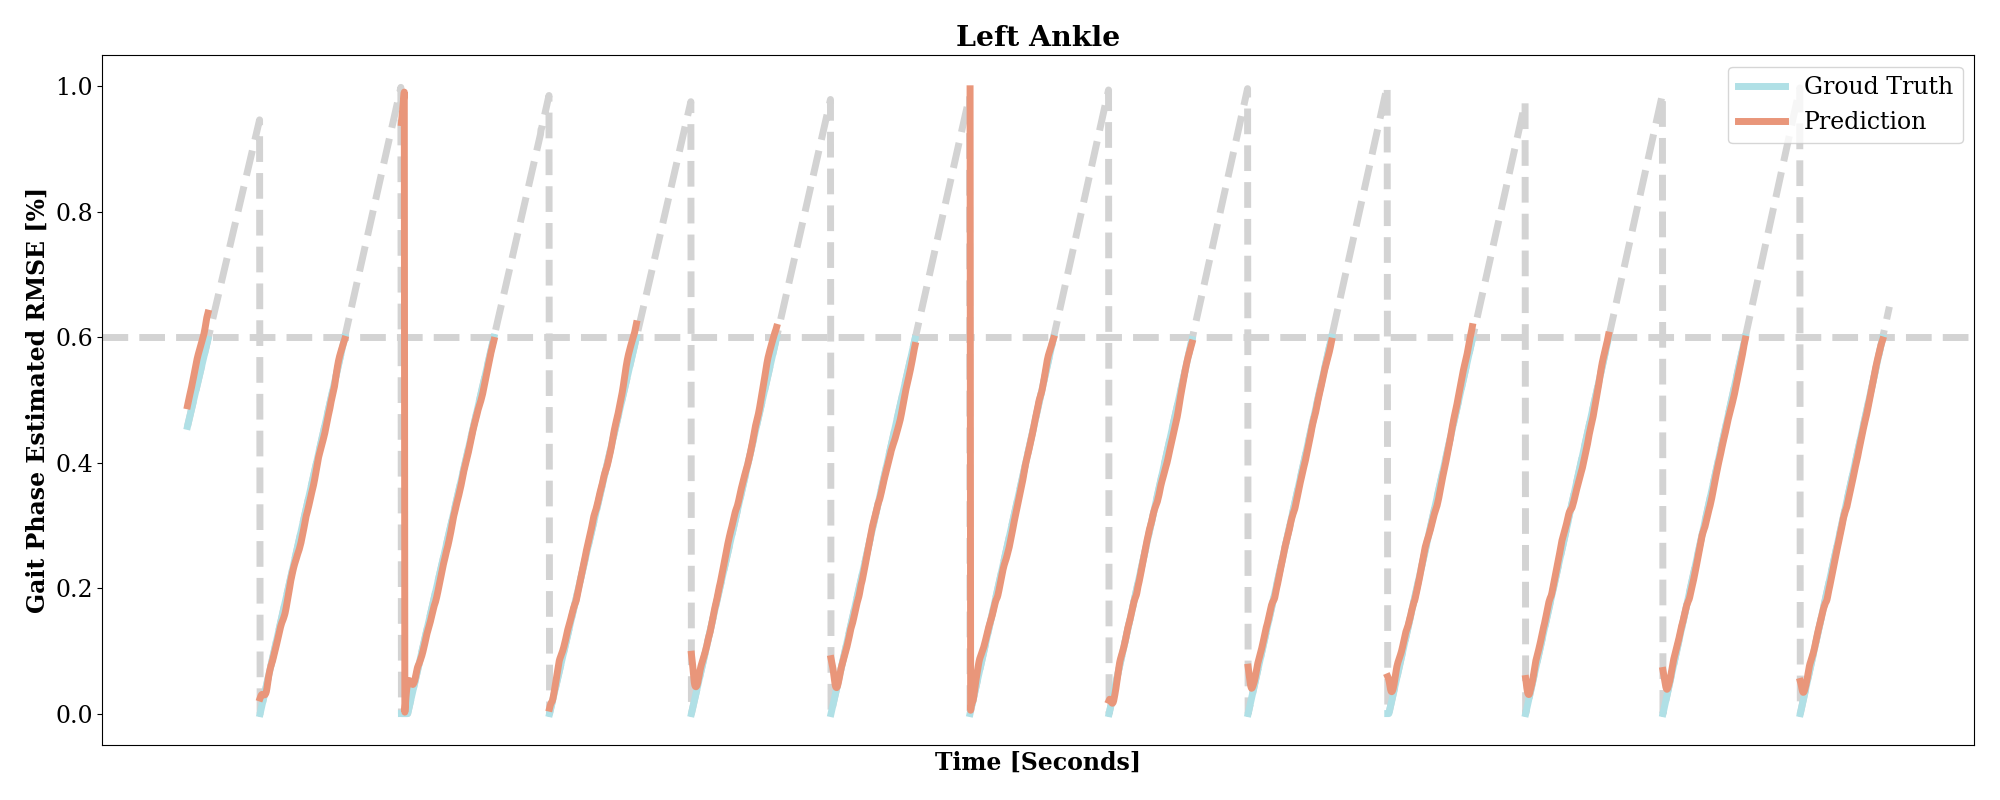 Left Ankle
Groud Truth
Prediction
Gait Phase Estimated RMSE [%]
1.0
0.8
0.6
0.4
0.2
0.0
Time [Seconds]